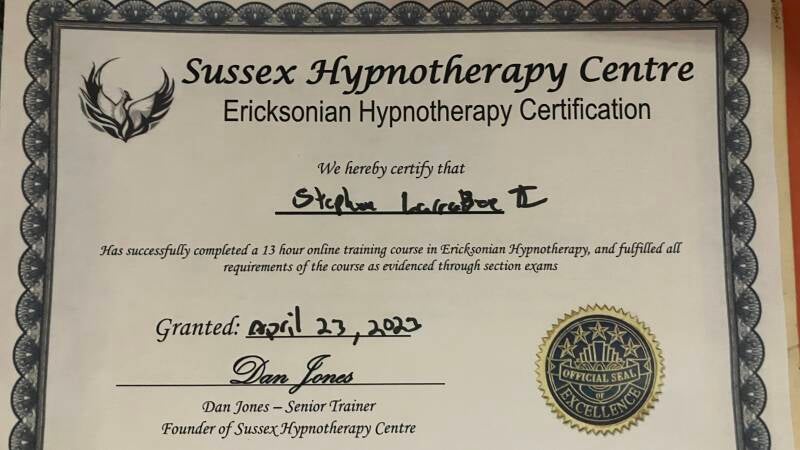 Sussex Hypnotherapy Centre
Ericksonian Hypnotherapy Certification
We hereby certify that
II
Has successfully completed a 13 hour online training course in Ericksonian Hypnotherapy, and fulfilled all
requirements of the course as evidenced through section exams
Granted: April 23, 2023
Dan Jones
Dan Jones – Senior Trainer
Founder of Sussex Hypnotherapy Centre
OFFICIAL SEAL
OF
EXCELLENCE